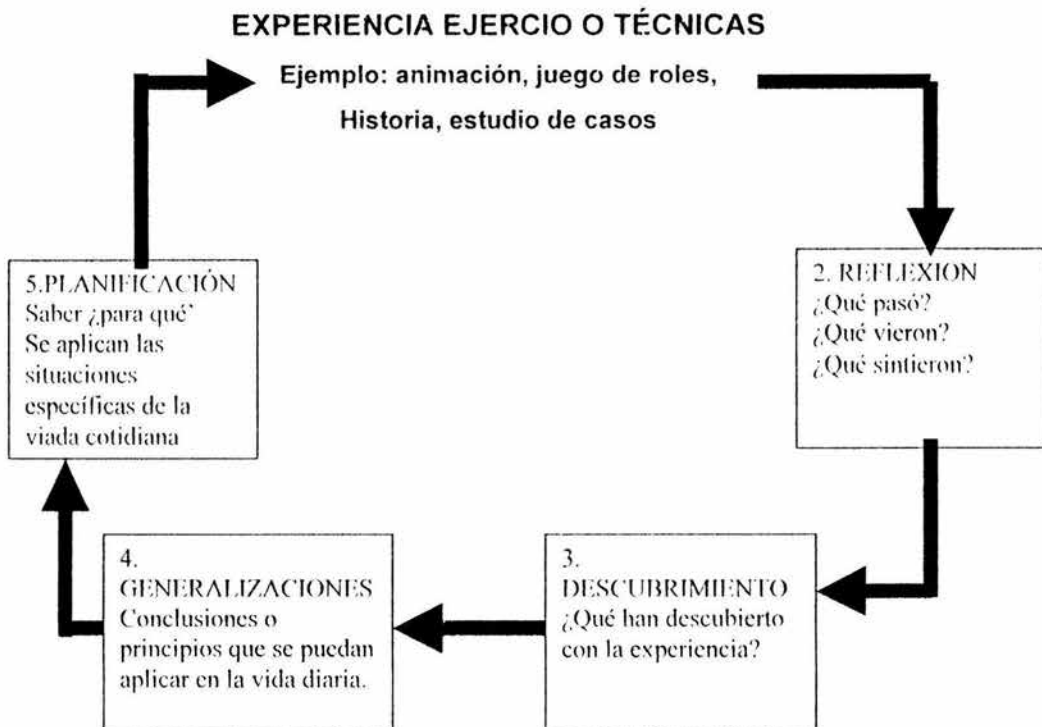 EXPERIENCIA EJERCIO O TÉCNICAS
Ejemplo: animación, juego de roles,
Historia, estudio de casos
2. REFLEXION
¿Qué pasó?
¿Qué vieron?
¿Qué sintieron?
3.
DESCUBRIMIENTO
¿Qué han descubierto
con la experiencia?
4.
GENERALIZACIONES
Conclusiones o
principios que se puedan
aplicar en la vida diaria.
5.PLANIFICACIÓN
Saber ¿para qué`
Se aplican las
situaciones
específicas de la
viada cotidiana